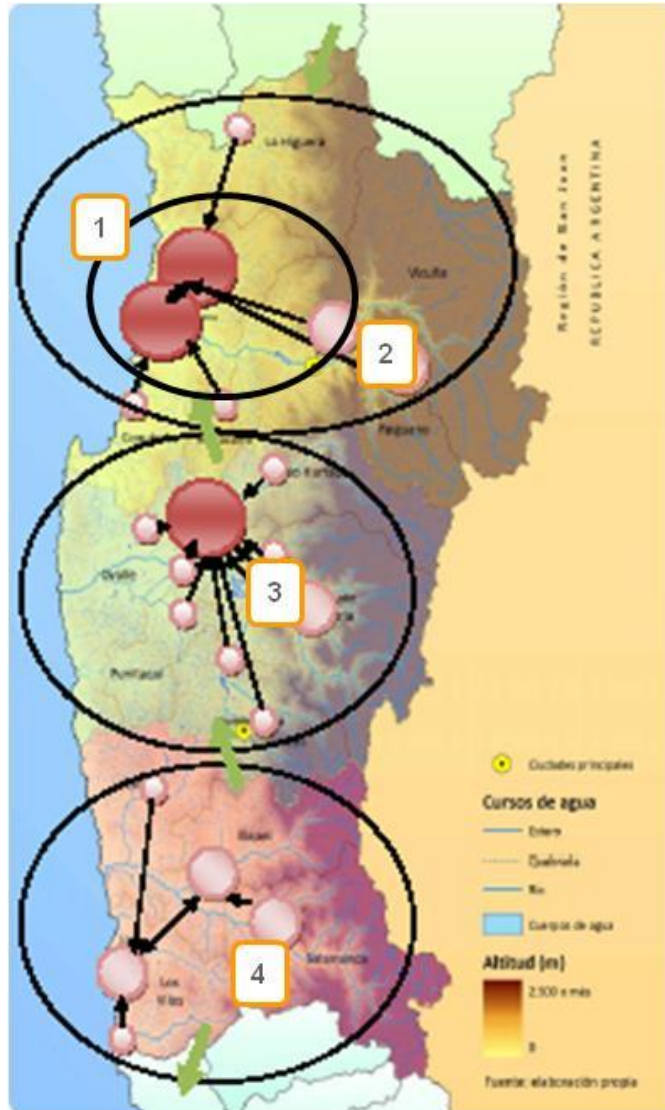 La Higuera
1
Región de San Juan
REPUBLICA ARGENTINA
Vicuña
2
Paiguano
Ovalle
3
Punitaqui
Ciudades principales
Cursos de agua
Estero
Quebrada
Río
Cuerpos de agua
Illapel
4
Salamanca
Los
Vilos
Altitud (m)
2.500 o más
0
Fuente: elaboración propia